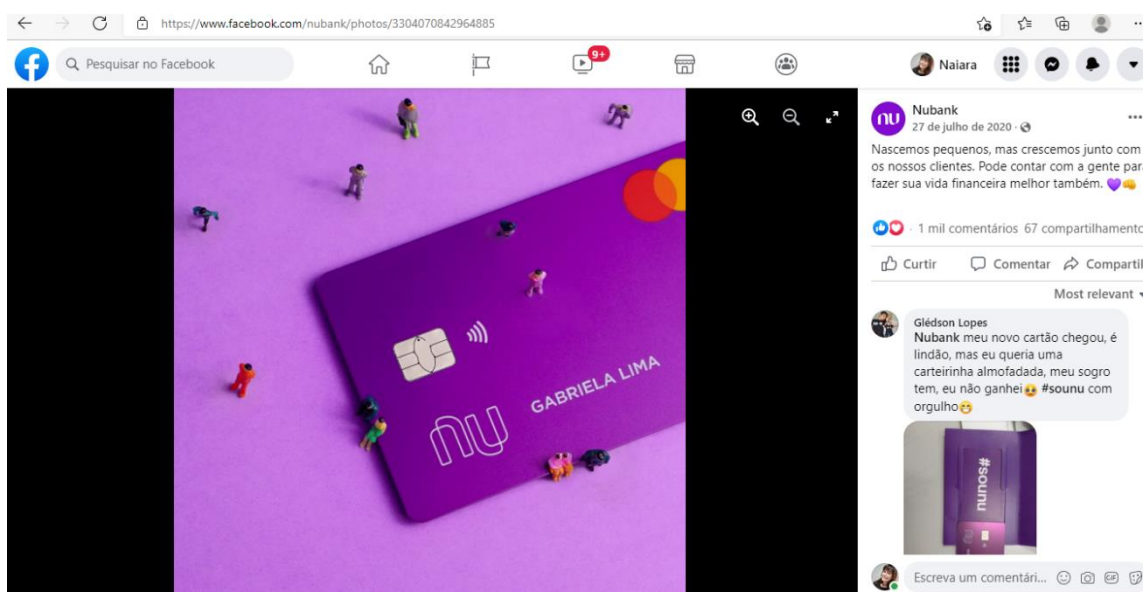 https://www.facebook.com/nubank/photos/3304070842964885
Pesquisar no Facebook
9+
Naiara
GABRIELA LIMA
nu
nu
Nubank
27 de julho de 2020
Nascemos pequenos, mas crescemos junto com
os nossos clientes. Pode contar com a gente para
fazer sua vida financeira melhor também.
1 mil comentários 67 compartilhamento
Curtir Comentar Compartil
Most relevant
Glédson Lopes
Nubank meu novo cartão chegou, é
lindão, mas eu queria uma
carteirinha almofadada, meu sogro
tem, eu não ganhei #sounu com
orgulho
#sounu
Escreva um comentári...
GIF